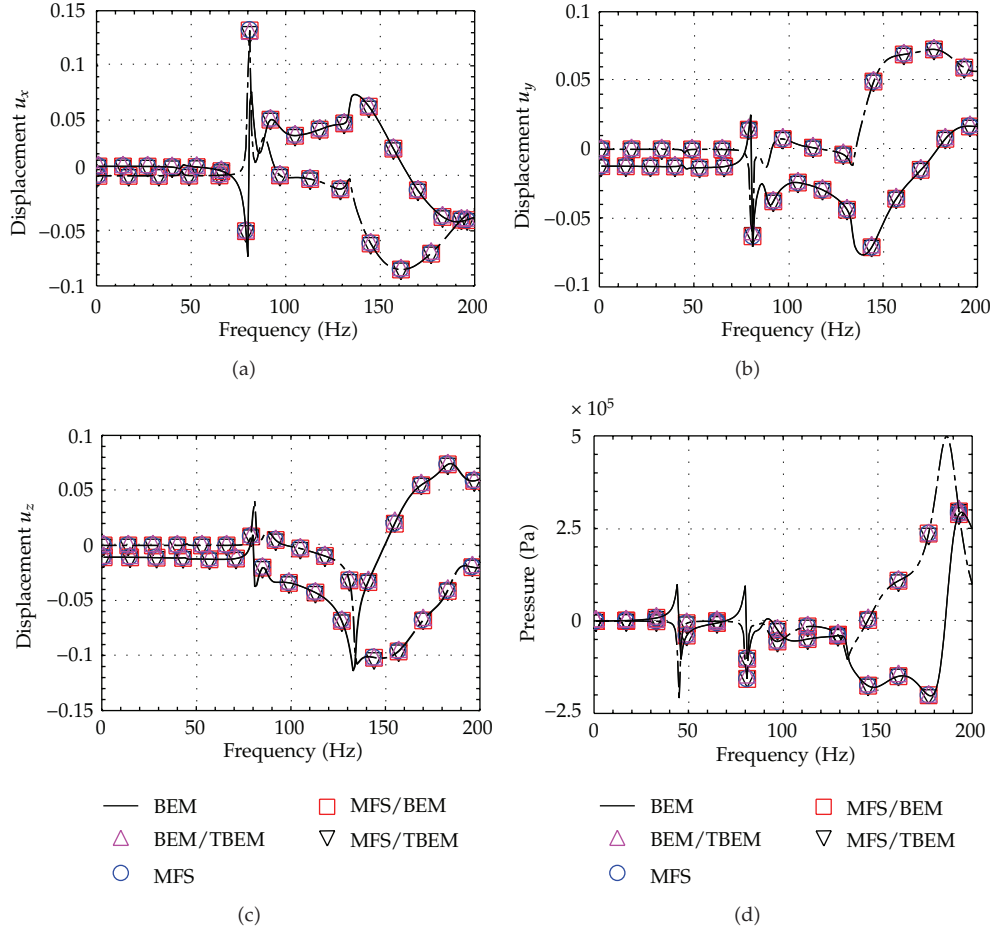 0.15
0.1
0.05
0
−0.05
−0.1
Displacement u_x
0 50 100 150 200
Frequency (Hz)
(a)
0.1
0.05
0
−0.05
−0.1
Displacement u_y
0 50 100 150 200
Frequency (Hz)
(b)
0.1
0.05
0
−0.05
−0.1
−0.15
Displacement u_z
0 50 100 150 200
Frequency (Hz)
× 10^5
5
2.5
0
−2.5
Pressure (Pa)
0 50 100 150 200
Frequency (Hz)
BEM MFS/BEM
BEM/TBEM MFS/TBEM
MFS
(c)
BEM MFS/BEM
BEM/TBEM MFS/TBEM
MFS
(d)